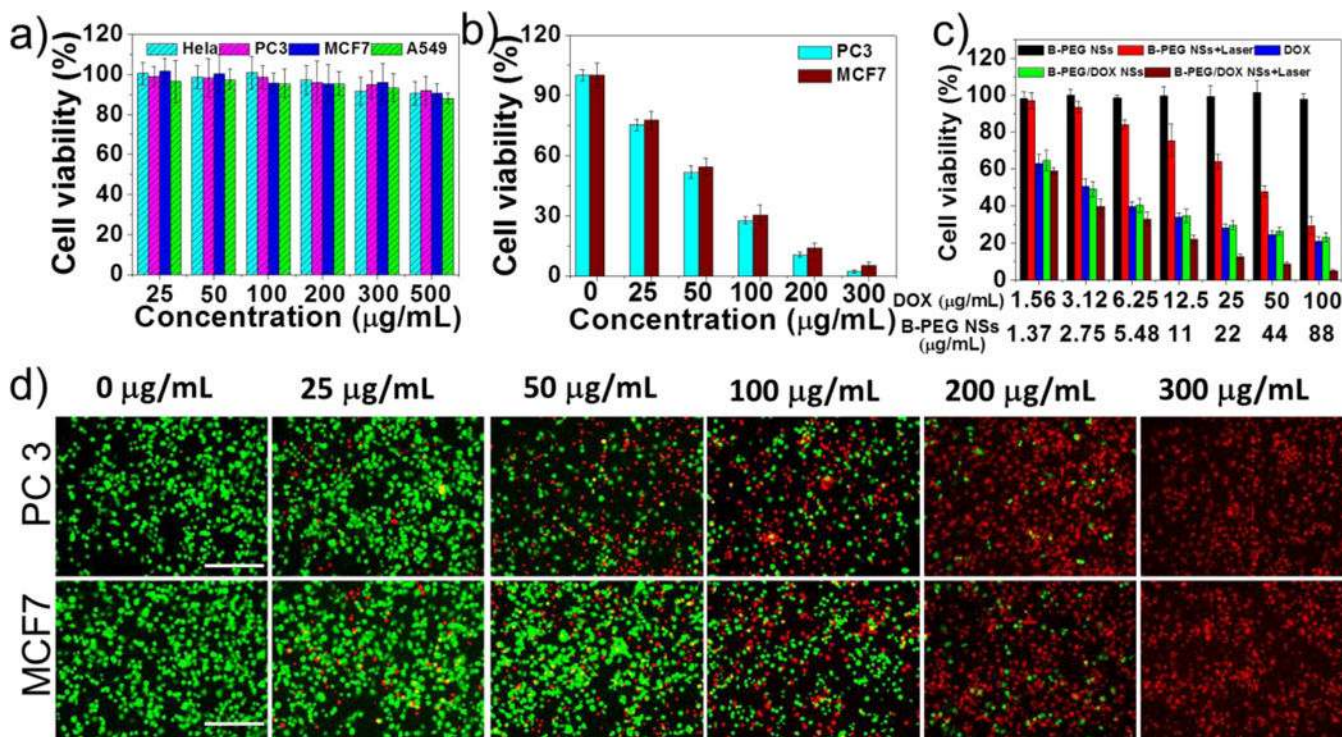 a)
Cell viability (%)
120
100
80
60
40
20
0
Hela PC3 MCF7 A549
25 50 100 200 300 500
Concentration (μg/mL)
b)
Cell viability (%)
120
90
60
30
0
PC3
MCF7
0 25 50 100 200 300
Concentration (μg/mL)
c)
Cell viability (%)
120
100
80
60
40
20
0
B-PEG NSs B-PEG NSs+Laser DOX
B-PEG/DOX NSs B-PEG/DOX NSs+Laser
DOX (μg/mL) 1.56 3.12 6.25 12.5 25 50 100
B-PEG NSs 1.37 2.75 5.48 11 22 44 88
(μg/mL)
d)
0 μg/mL 25 μg/mL 50 μg/mL 100 μg/mL 200 μg/mL 300 μg/mL
PC 3
MCF7